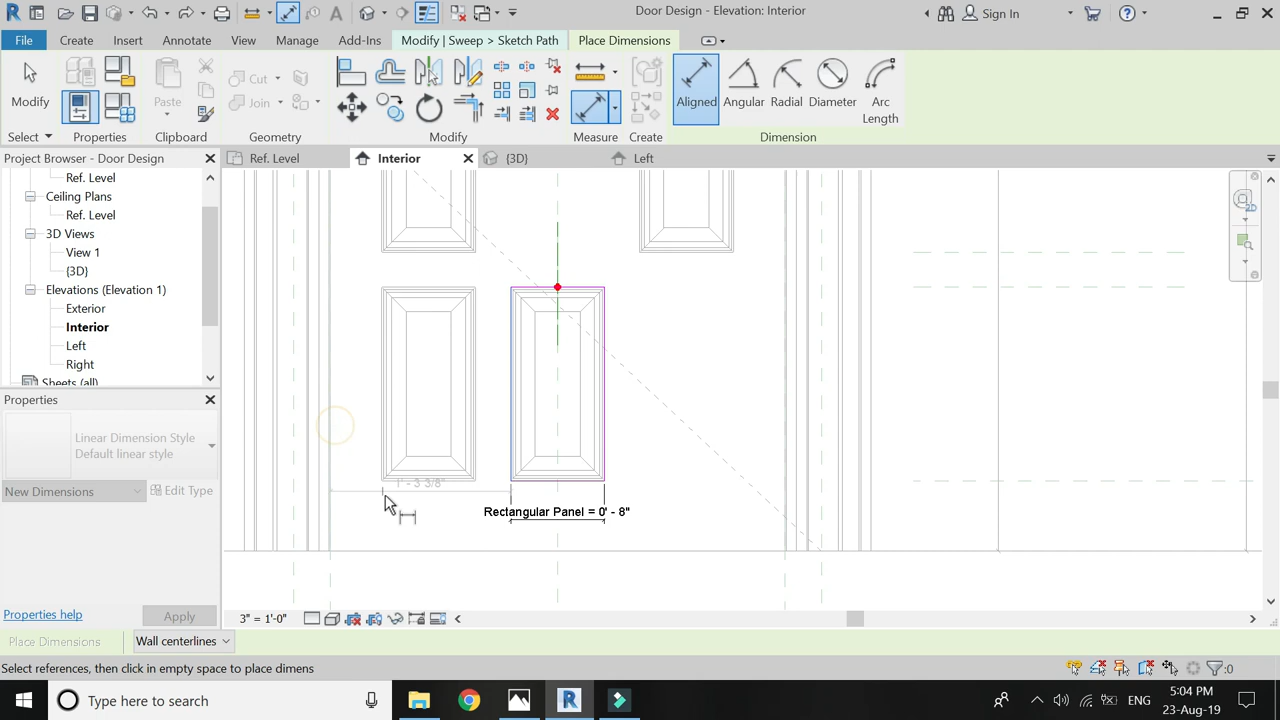 Door Design - Elevation: Interior
Sign In
File Create Insert Annotate View Manage Add-Ins Modify | Sweep > Sketch Path Place Dimensions
Modify
Paste
Cut
Join
Aligned Angular Radial Diameter Arc Length
Select Properties Clipboard Geometry Modify Measure Create Dimension
Project Browser - Door Design
Ref. Level Interior {3D} Left
Ref. Level
Ceiling Plans
Ref. Level
3D Views
View 1
{3D}
Elevations (Elevation 1)
Exterior
Interior
Left
Right
Sheets (all)
Properties
Linear Dimension Style
Default linear style
New Dimensions Edit Type
Properties help Apply
1' - 3 3/8"
Rectangular Panel = 0' - 8"
3" = 1'-0"
Place Dimensions Wall centerlines
Select references, then click in empty space to place dimens
:0
Type here to search
ENG
5:04 PM
23-Aug-19